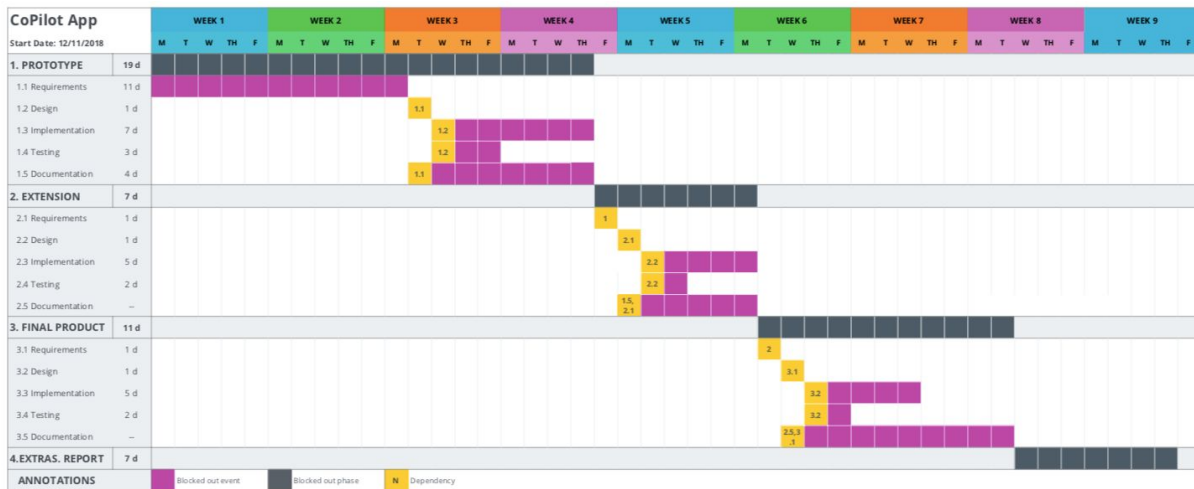 CoPilot App WEEK 1 WEEK 2 WEEK 3 WEEK 4 WEEK 5 WEEK 6 WEEK 7 WEEK 8 WEEK 9
Start Date: 12/11/2018 M T W TH F M T W TH F M T W TH F M T W TH F M T W TH F M T W TH F M T W TH F M T W TH F M T W TH F
1. PROTOTYPE 19 d
1.1 Requirements 11 d
1.2 Design 1 d 1.1
1.3 Implementation 7 d 1.2
1.4 Testing 3 d 1.2
1.5 Documentation 4 d 1.1
2. EXTENSION 7 d
2.1 Requirements 1 d 1
2.2 Design 1 d 2.1
2.3 Implementation 5 d 2.2
2.4 Testing 2 d 2.2
2.5 Documentation -- 1.5, 2.1
3. FINAL PRODUCT 11 d
3.1 Requirements 1 d 2
3.2 Design 1 d 3.1
3.3 Implementation 5 d 3.2
3.4 Testing 2 d 3.2
3.5 Documentation -- 2.5,3 .1
4.EXTRAS. REPORT 7 d
ANNOTATIONS Blocked out event Blocked out phase N Dependency